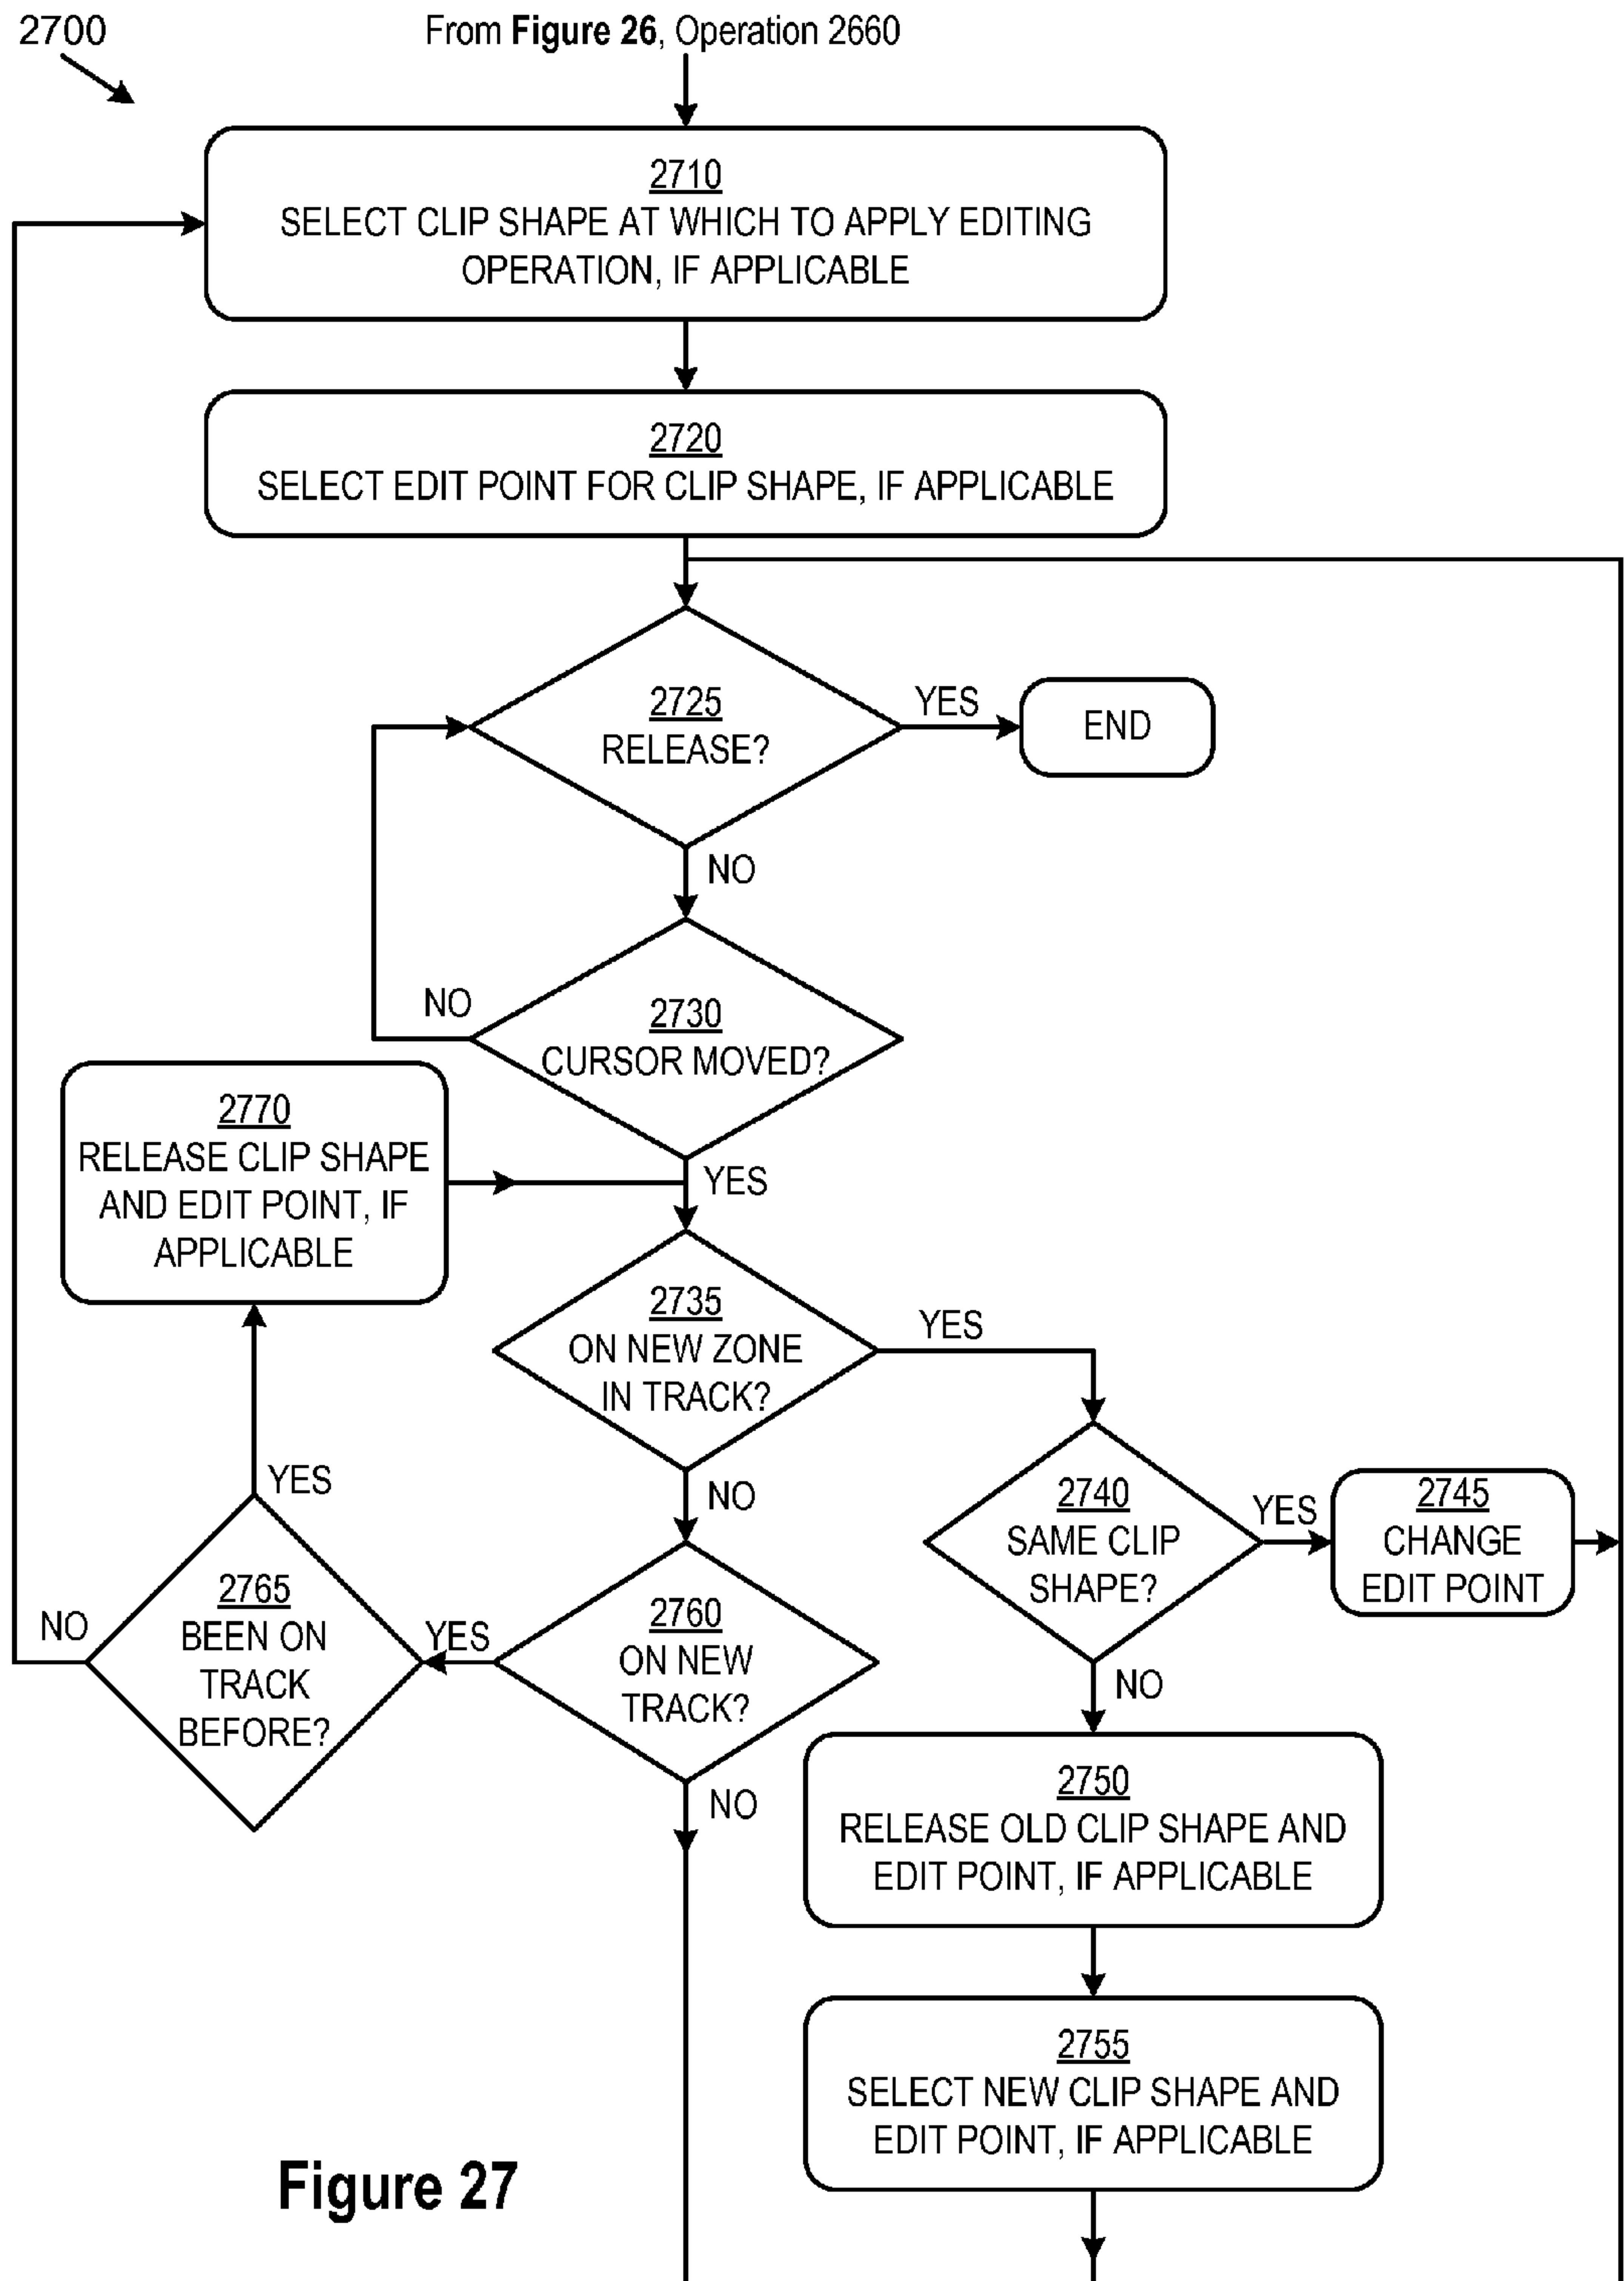 2700
From Figure 26, Operation 2660
2710
SELECT CLIP SHAPE AT WHICH TO APPLY EDITING
OPERATION, IF APPLICABLE
2720
SELECT EDIT POINT FOR CLIP SHAPE, IF APPLICABLE
2725
RELEASE?
YES
END
NO
2730
CURSOR MOVED?
NO
YES
2770
RELEASE CLIP SHAPE
AND EDIT POINT, IF
APPLICABLE
2735
ON NEW ZONE
IN TRACK?
YES
NO
2740
SAME CLIP
SHAPE?
YES
2745
CHANGE
EDIT POINT
NO
2760
ON NEW
TRACK?
YES
NO
2765
BEEN ON
TRACK
BEFORE?
YES
NO
2750
RELEASE OLD CLIP SHAPE AND
EDIT POINT, IF APPLICABLE
2755
SELECT NEW CLIP SHAPE AND
EDIT POINT, IF APPLICABLE
Figure 27